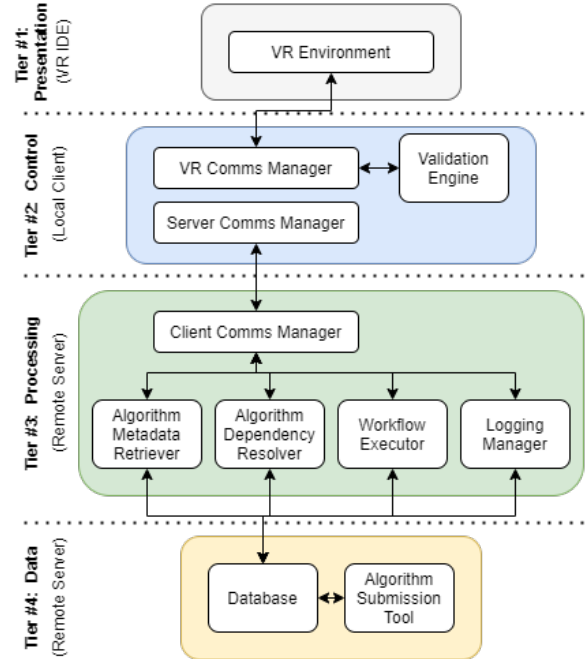 Tier #1:
Presentation
(VR IDE)
VR Environment
Tier #2: Control
(Local Client)
VR Comms Manager
Validation
Engine
Server Comms Manager
Tier #3: Processing
(Remote Server)
Client Comms Manager
Algorithm
Metadata
Retriever
Algorithm
Dependency
Resolver
Workflow
Executor
Logging
Manager
Tier #4: Data
(Remote Server)
Database
Algorithm
Submission
Tool